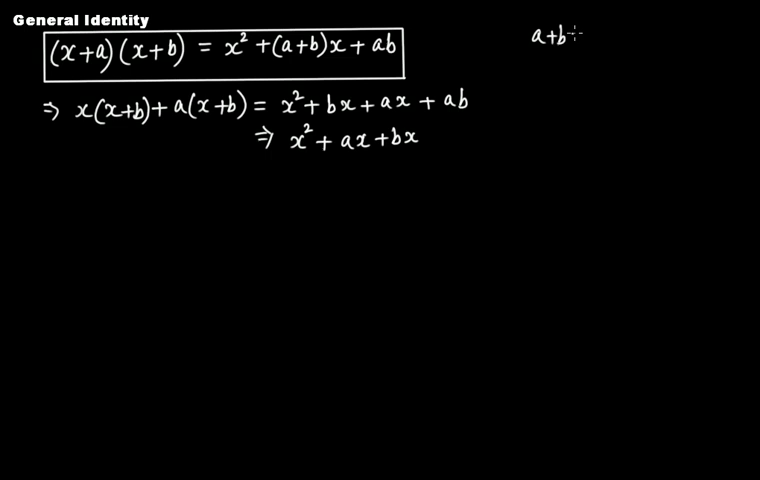 General Identity
(x+a)(x+b) = x² + (a+b)x + ab
a+b
⇒ x(x+b) + a(x+b) = x² + bx + ax + ab
⇒ x² + ax + bx